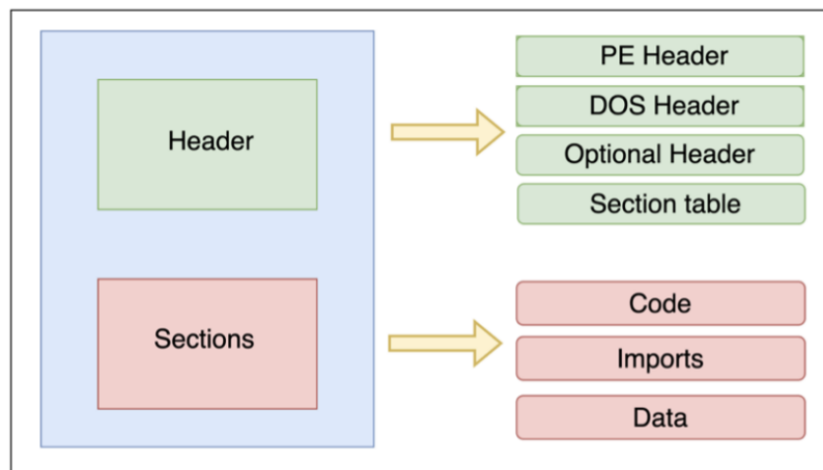 Header
PE Header
DOS Header
Optional Header
Section table
Sections
Code
Imports
Data